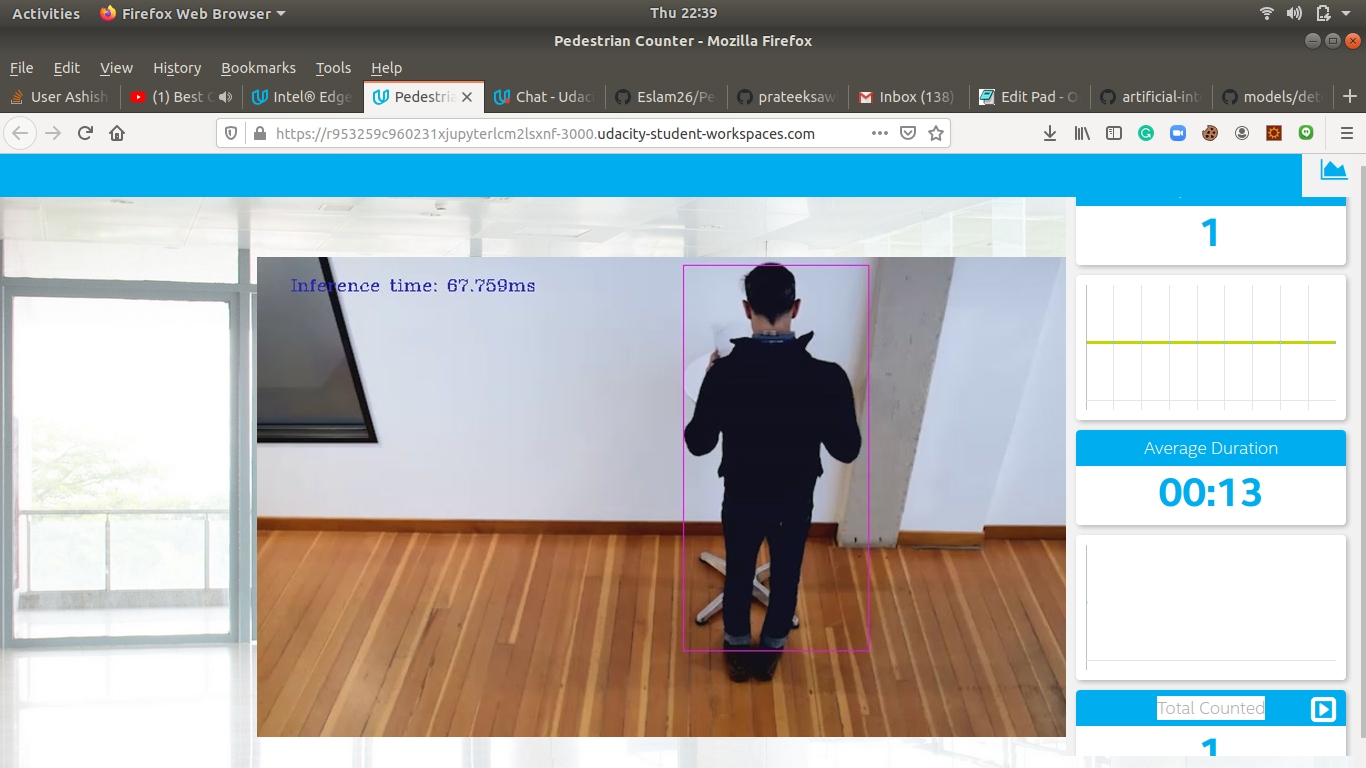 Activities Firefox Web Browser Thu 22:39
Pedestrian Counter - Mozilla Firefox
File Edit View History Bookmarks Tools Help
User Ashish (1) Best Intel® Edge Pedestria Chat - Udac Eslam26/Pe prateeksaw Inbox (138) Edit Pad - O artificial-int models/det
https://r953259c960231xjupyterlcm2lsxnf-3000.udacity-student-workspaces.com
1
Inference time: 67.759ms
Average Duration
00:13
Total Counted
1